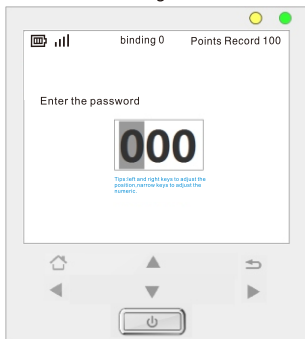 binding 0 Points Record 100
Enter the password
000
Tips left and right keys to adjust the
position,narrow keys to adjust the
numeric.